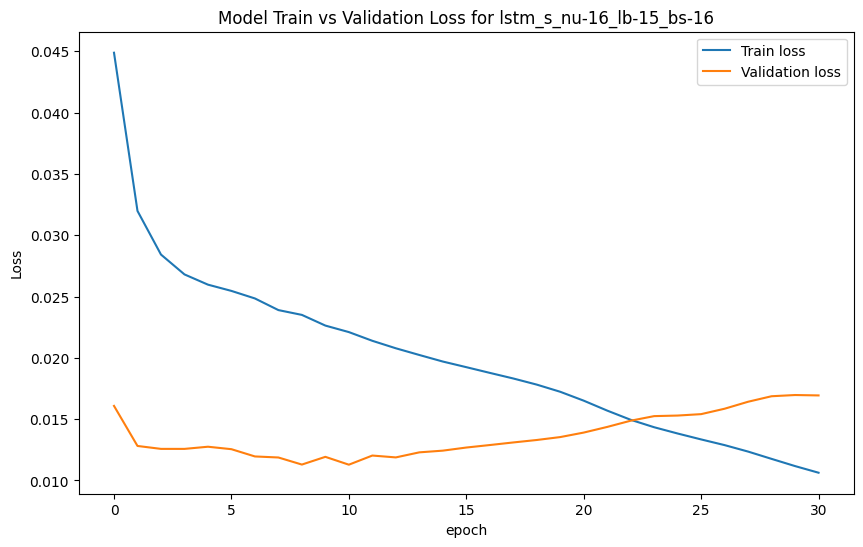 Model Train vs Validation Loss for lstm_s_nu-16_lb-15_bs-16
Train loss
Validation loss
0.045
0.040
0.035
0.030
0.025
0.020
0.015
0.010
Loss
0 5 10 15 20 25 30
epoch